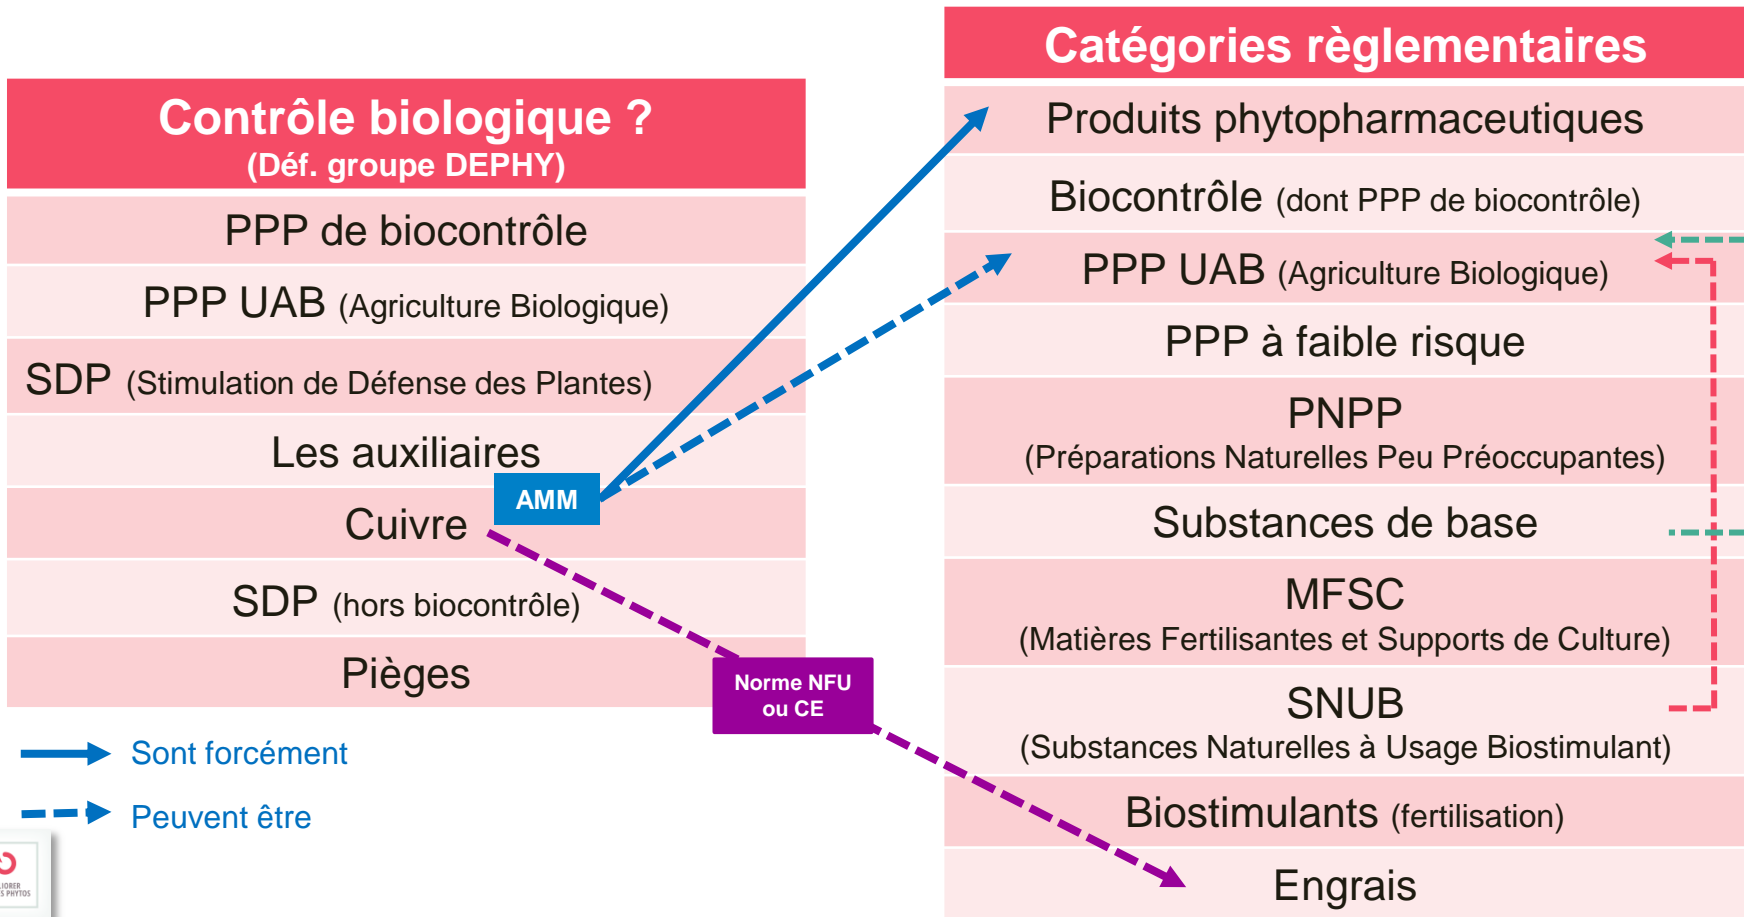 Contrôle biologique ?
(Déf. groupe DEPHY)
PPP de biocontrôle
PPP UAB (Agriculture Biologique)
SDP (Stimulation de Défense des Plantes)
Les auxiliaires
AMM
Cuivre
SDP (hors biocontrôle)
Pièges
Norme NFU
ou CE
Sont forcément
Peuvent être
Catégories règlementaires
Produits phytopharmaceutiques
Biocontrôle (dont PPP de biocontrôle)
PPP UAB (Agriculture Biologique)
PPP à faible risque
PNPP
(Préparations Naturelles Peu Préoccupantes)
Substances de base
MFSC
(Matières Fertilisantes et Supports de Culture)
SNUB
(Substances Naturelles à Usage Biostimulant)
Biostimulants (fertilisation)
Engrais
PHYTOS